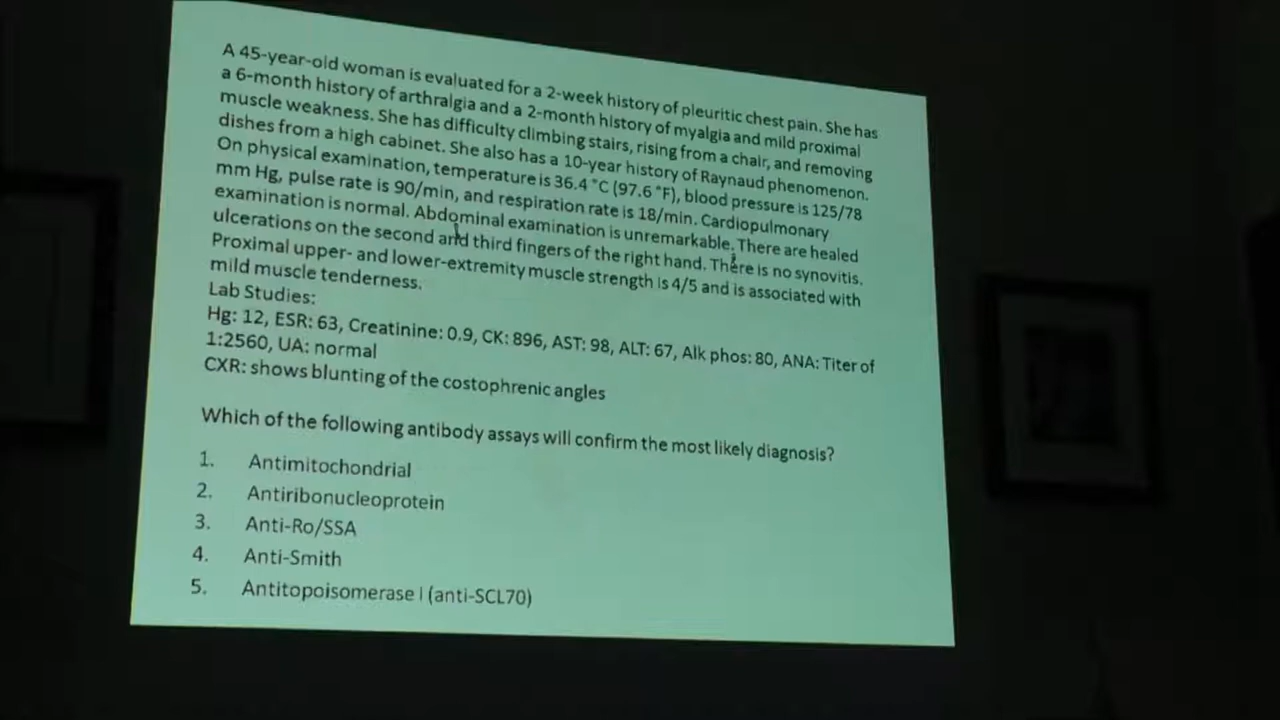 A 45-year-old woman is evaluated for a 2-week history of pleuritic chest pain. She has
a 6-month history of arthralgia and a 2-month history of myalgia and mild proximal
muscle weakness. She has difficulty climbing stairs, rising from a chair, and removing
dishes from a high cabinet. She also has a 10-year history of Raynaud phenomenon.
On physical examination, temperature is 36.4 °C (97.6 °F), blood pressure is 125/78
mm Hg, pulse rate is 90/min, and respiration rate is 18/min. Cardiopulmonary
examination is normal. Abdominal examination is unremarkable. There are healed
ulcerations on the second and third fingers of the right hand. There is no synovitis.
Proximal upper- and lower-extremity muscle strength is 4/5 and is associated with
mild muscle tenderness.
Lab Studies:
Hg: 12, ESR: 63, Creatinine: 0.9, CK: 896, AST: 98, ALT: 67, Alk phos: 80, ANA: Titer of
1:2560, UA: normal
CXR: shows blunting of the costophrenic angles
Which of the following antibody assays will confirm the most likely diagnosis?
1. Antimitochondrial
2. Antiribonucleoprotein
3. Anti-Ro/SSA
4. Anti-Smith
5. Antitopoisomerase I (anti-SCL70)